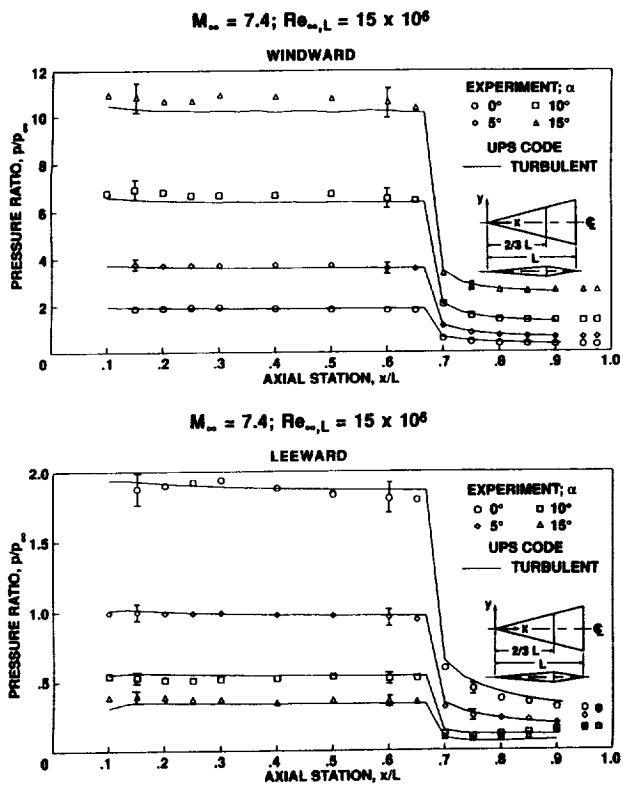 M∞ = 7.4; Re∞,L = 15 x 10⁶
WINDWARD
PRESSURE RATIO, p/p∞
12
10
8
6
4
2
0
0 .1 .2 .3 .4 .5 .6 .7 .8 .9 1.0
AXIAL STATION, x/L
EXPERIMENT; α
○ 0° □ 10°
◇ 5° △ 15°
UPS CODE
—— TURBULENT
y
x
℄
2/3 L
L
M∞ = 7.4; Re∞,L = 15 x 10⁶
LEEWARD
PRESSURE RATIO, p/p∞
2.0
1.5
1.0
.5
0
.1 .2 .3 .4 .5 .6 .7 .8 .9 1.0
AXIAL STATION, x/L
EXPERIMENT; α
○ 0° □ 10°
◇ 5° △ 15°
UPS CODE
—— TURBULENT
y
x
℄
2/3 L
L